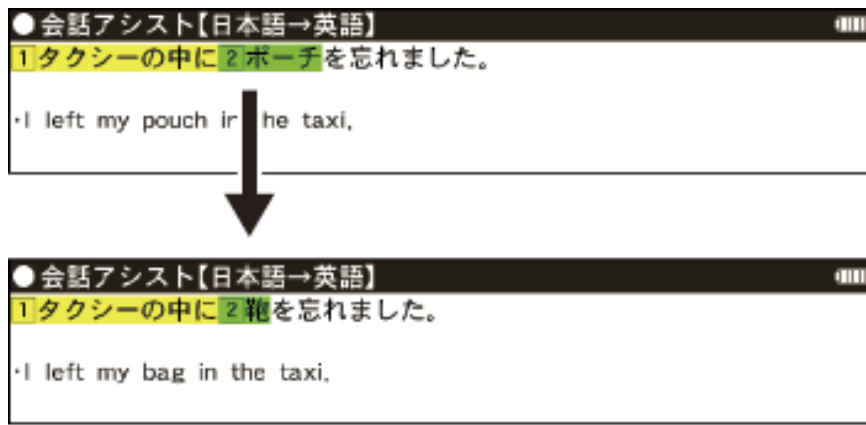 ●会話アシスト【日本語→英語】
1タクシーの中に2ポーチを忘れました。
・I left my pouch in the taxi.
●会話アシスト【日本語→英語】
1タクシーの中に2鞄を忘れました。
・I left my bag in the taxi.